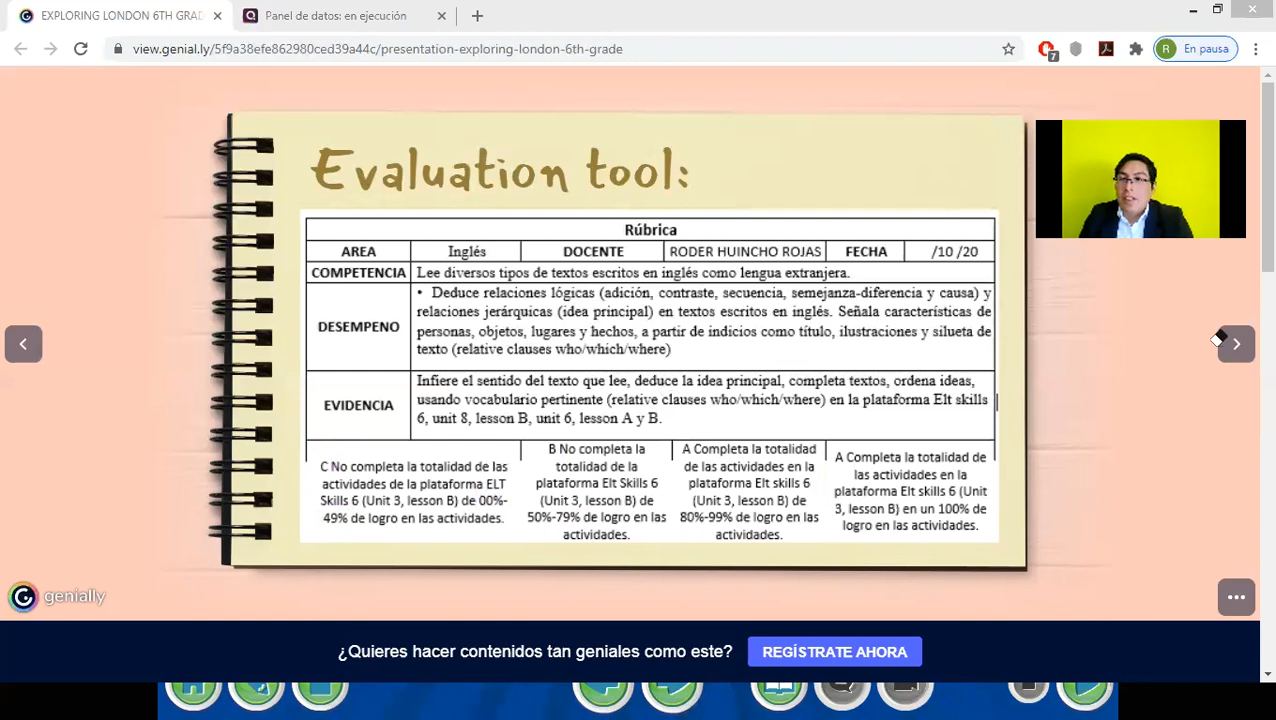 EXPLORING LONDON 6TH GRAD
Panel de datos: en ejecución
view.genial.ly/5f9a38efe862980ced39a44c/presentation-exploring-london-6th-grade
7
R
En pausa
Evaluation tool:
Rúbrica
AREA Inglés DOCENTE RODER HUINCHO ROJAS FECHA /10 /20
COMPETENCIA Lee diversos tipos de textos escritos en inglés como lengua extranjera.
DESEMPEÑO
• Deduce relaciones lógicas (adición, contraste, secuencia, semejanza-diferencia y causa) y
relaciones jerárquicas (idea principal) en textos escritos en inglés. Señala características de
personas, objetos, lugares y hechos, a partir de indicios como título, ilustraciones y silueta de
texto (relative clauses who/which/where)
EVIDENCIA
Infiere el sentido del texto que lee, deduce la idea principal, completa textos, ordena ideas,
usando vocabulario pertinente (relative clauses who/which/where) en la plataforma Elt skills
6, unit 8, lesson B, unit 6, lesson A y B.
C No completa la totalidad de las
actividades de la plataforma ELT
Skills 6 (Unit 3, lesson B) de 00%-
49% de logro en las actividades.
B No completa la
totalidad de la
plataforma Elt Skills 6
(Unit 3, lesson B) de
50%-79% de logro en las
actividades.
A Completa la totalidad
de las actividades en la
plataforma Elt skills 6
(Unit 3, lesson B) de
80%-99% de logro en las
actividades.
A Completa la totalidad de
las actividades en la
plataforma Elt skills 6 (Unit
3, lesson B) en un 100% de
logro en las actividades.
genially
¿Quieres hacer contenidos tan geniales como este?
REGÍSTRATE AHORA